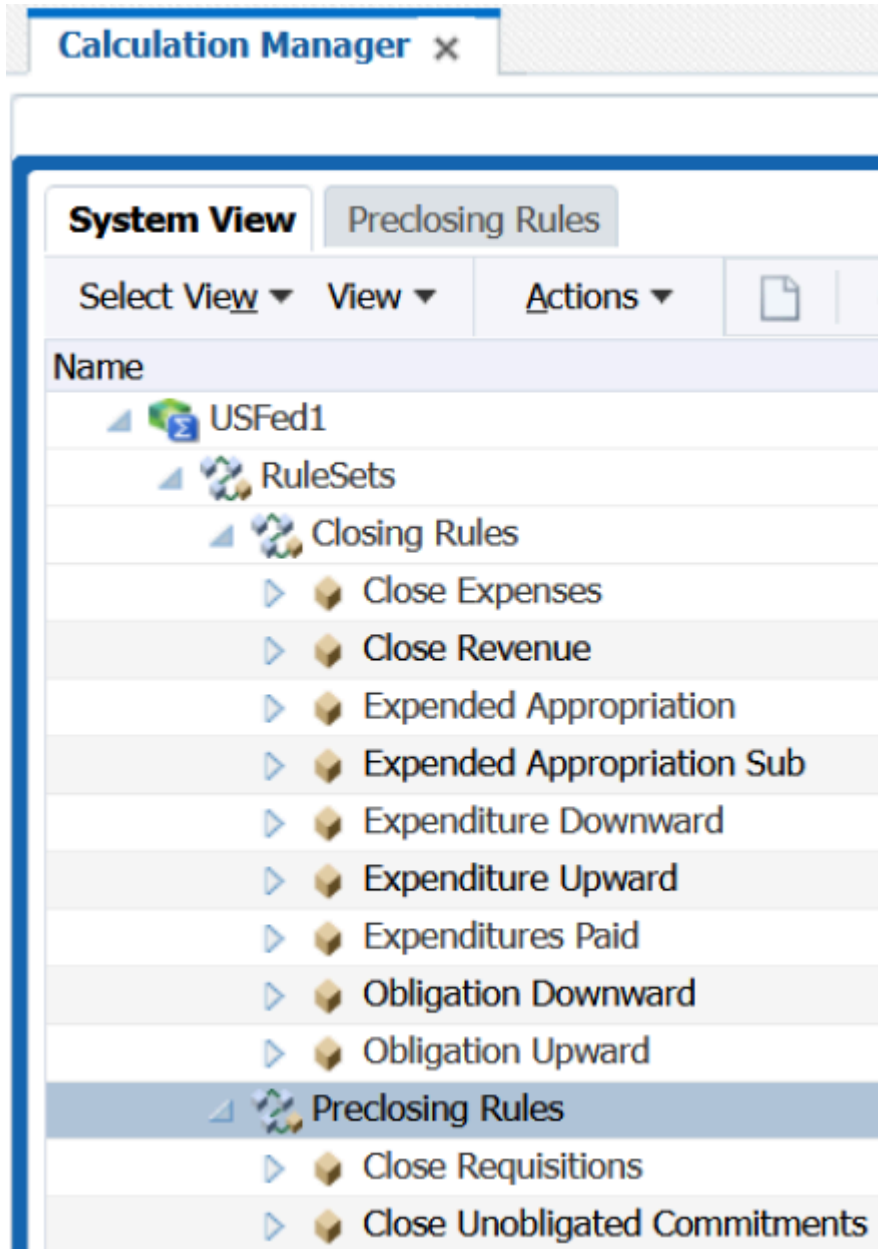 Calculation Manager ×
System View Preclosing Rules
Select View View Actions
Name
USFed1
RuleSets
Closing Rules
Close Expenses
Close Revenue
Expended Appropriation
Expended Appropriation Sub
Expenditure Downward
Expenditure Upward
Expenditures Paid
Obligation Downward
Obligation Upward
Preclosing Rules
Close Requisitions
Close Unobligated Commitments